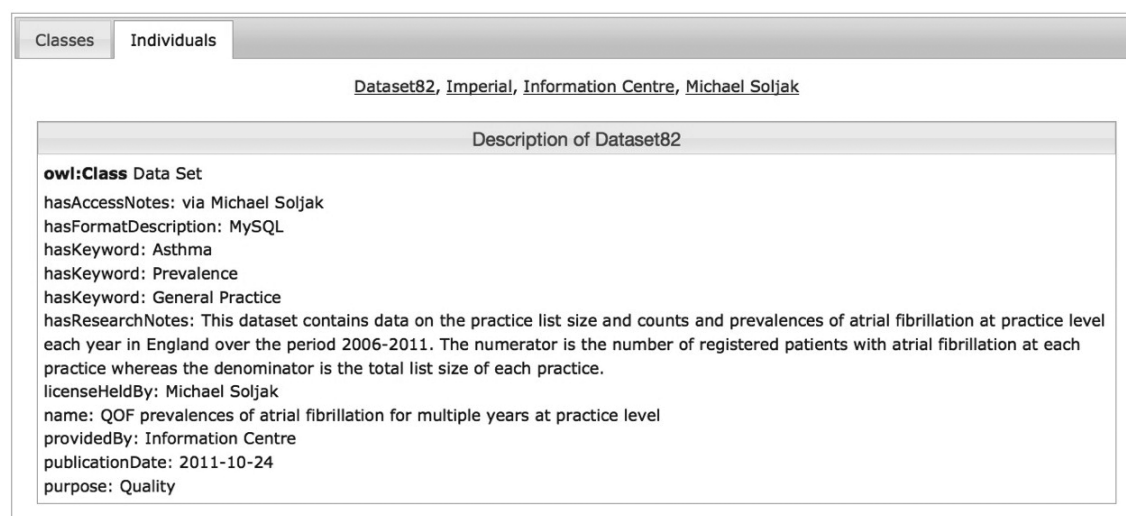 Classes Individuals
Dataset82, Imperial, Information Centre, Michael Soljak
Description of Dataset82
owl:Class Data Set
hasAccessNotes: via Michael Soljak
hasFormatDescription: MySQL
hasKeyword: Asthma
hasKeyword: Prevalence
hasKeyword: General Practice
hasResearchNotes: This dataset contains data on the practice list size and counts and prevalences of atrial fibrillation at practice level
each year in England over the period 2006-2011. The numerator is the number of registered patients with atrial fibrillation at each
practice whereas the denominator is the total list size of each practice.
licenseHeldBy: Michael Soljak
name: QOF prevalences of atrial fibrillation for multiple years at practice level
providedBy: Information Centre
publicationDate: 2011-10-24
purpose: Quality